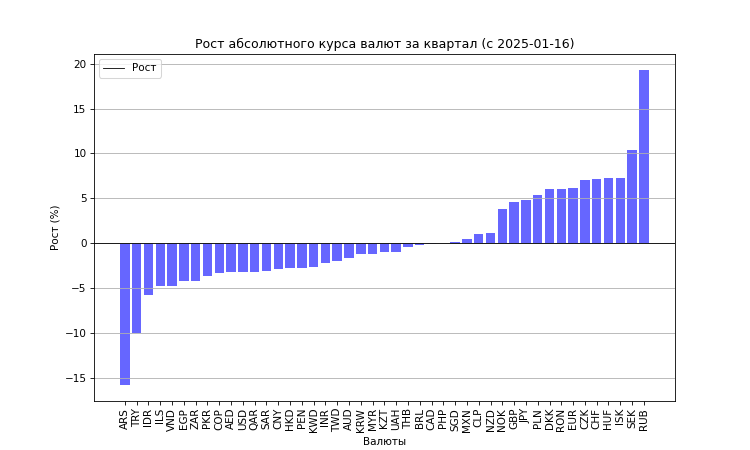 Рост абсолютного курса валют за квартал (с 2025-01-16)
Рост
Рост (%)
20
15
10
5
0
−5
−10
−15
ARS TRY IDR ILS VND EGP ZAR PKR COP AED USD QAR SAR CNY HKD PEN KWD INR TWD AUD KRW MYR KZT UAH THB BRL CAD PHP SGD MXN CLP NZD NOK GBP JPY PLN DKK RON EUR CZK CHF HUF ISK SEK RUB
Валюты